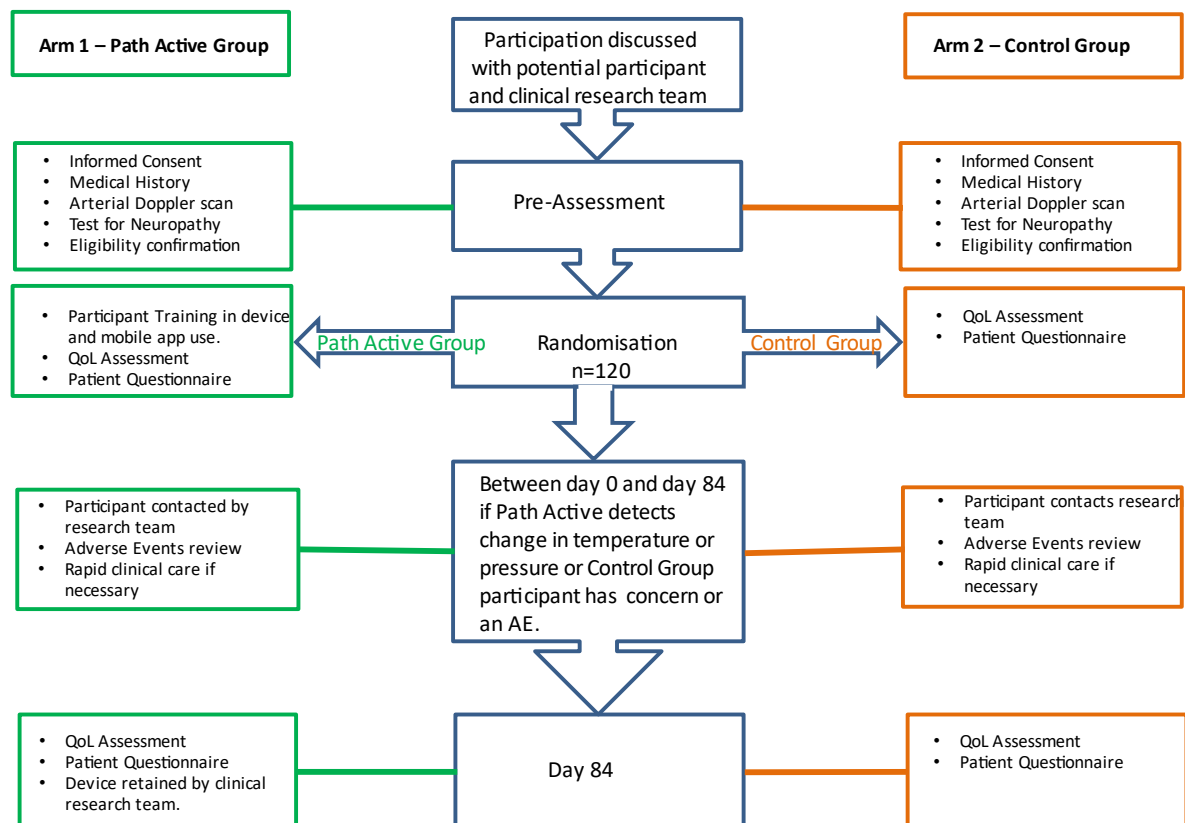 Arm 1 – Path Active Group
Participation discussed
with potential participant
and clinical research team
Arm 2 – Control Group
• Informed Consent
• Medical History
• Arterial Doppler scan
• Test for Neuropathy
• Eligibility confirmation
Pre-Assessment
• Informed Consent
• Medical History
• Arterial Doppler scan
• Test for Neuropathy
• Eligibility confirmation
• Participant Training in device
and mobile app use.
• QoL Assessment
• Patient Questionnaire
Path Active Group
Randomisation
n=120
Control Group
• QoL Assessment
• Patient Questionnaire
• Participant contacted by
research team
• Adverse Events review
• Rapid clinical care if
necessary
Between day 0 and day 84
if Path Active detects
change in temperature or
pressure or Control Group
participant has concern or
an AE.
• Participant contacts research
team
• Adverse Events review
• Rapid clinical care if
necessary
• QoL Assessment
• Patient Questionnaire
• Device retained by clinical
research team.
Day 84
• QoL Assessment
• Patient Questionnaire